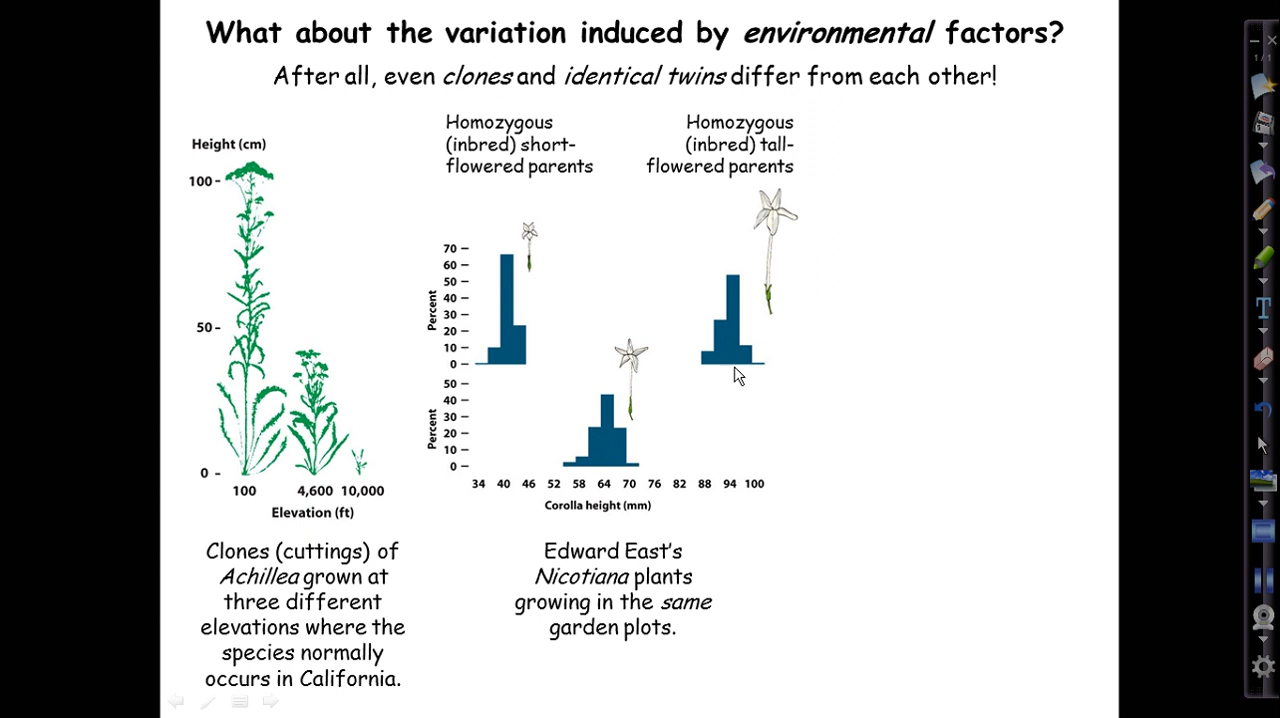 What about the variation induced by environmental factors?
After all, even clones and identical twins differ from each other!
Height (cm)
100
50
0
100 4,600 10,000
Elevation (ft)
Clones (cuttings) of
Achillea grown at
three different
elevations where the
species normally
occurs in California.
Homozygous
(inbred) short-
flowered parents
Homozygous
(inbred) tall-
flowered parents
Percent
70
60
50
40
30
20
10
0
Percent
50
40
30
20
10
0
34 40 46 52 58 64 70 76 82 88 94 100
Corolla height (mm)
Edward East's
Nicotiana plants
growing in the same
garden plots.
1/1